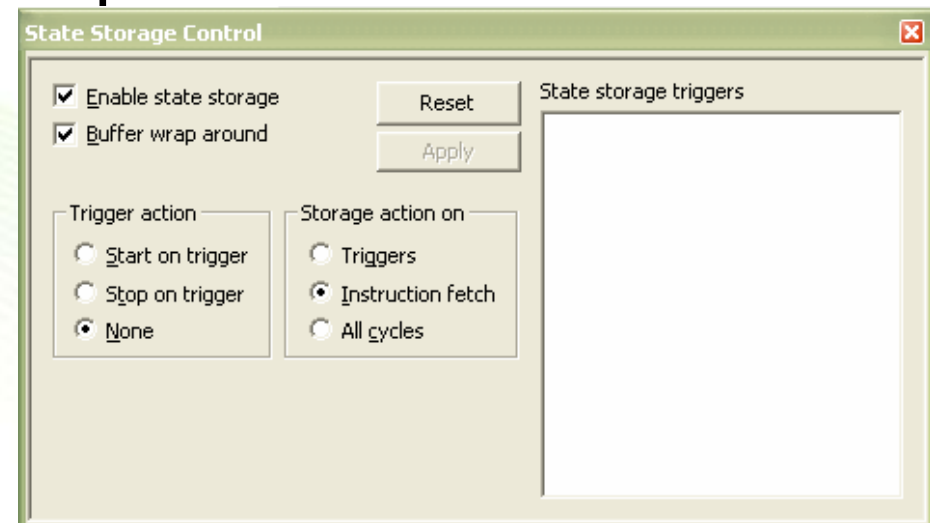 State Storage Control
Enable state storage
Buffer wrap around
Reset
Apply
State storage triggers
Trigger action
Start on trigger
Stop on trigger
None
Storage action on
Triggers
Instruction fetch
All cycles